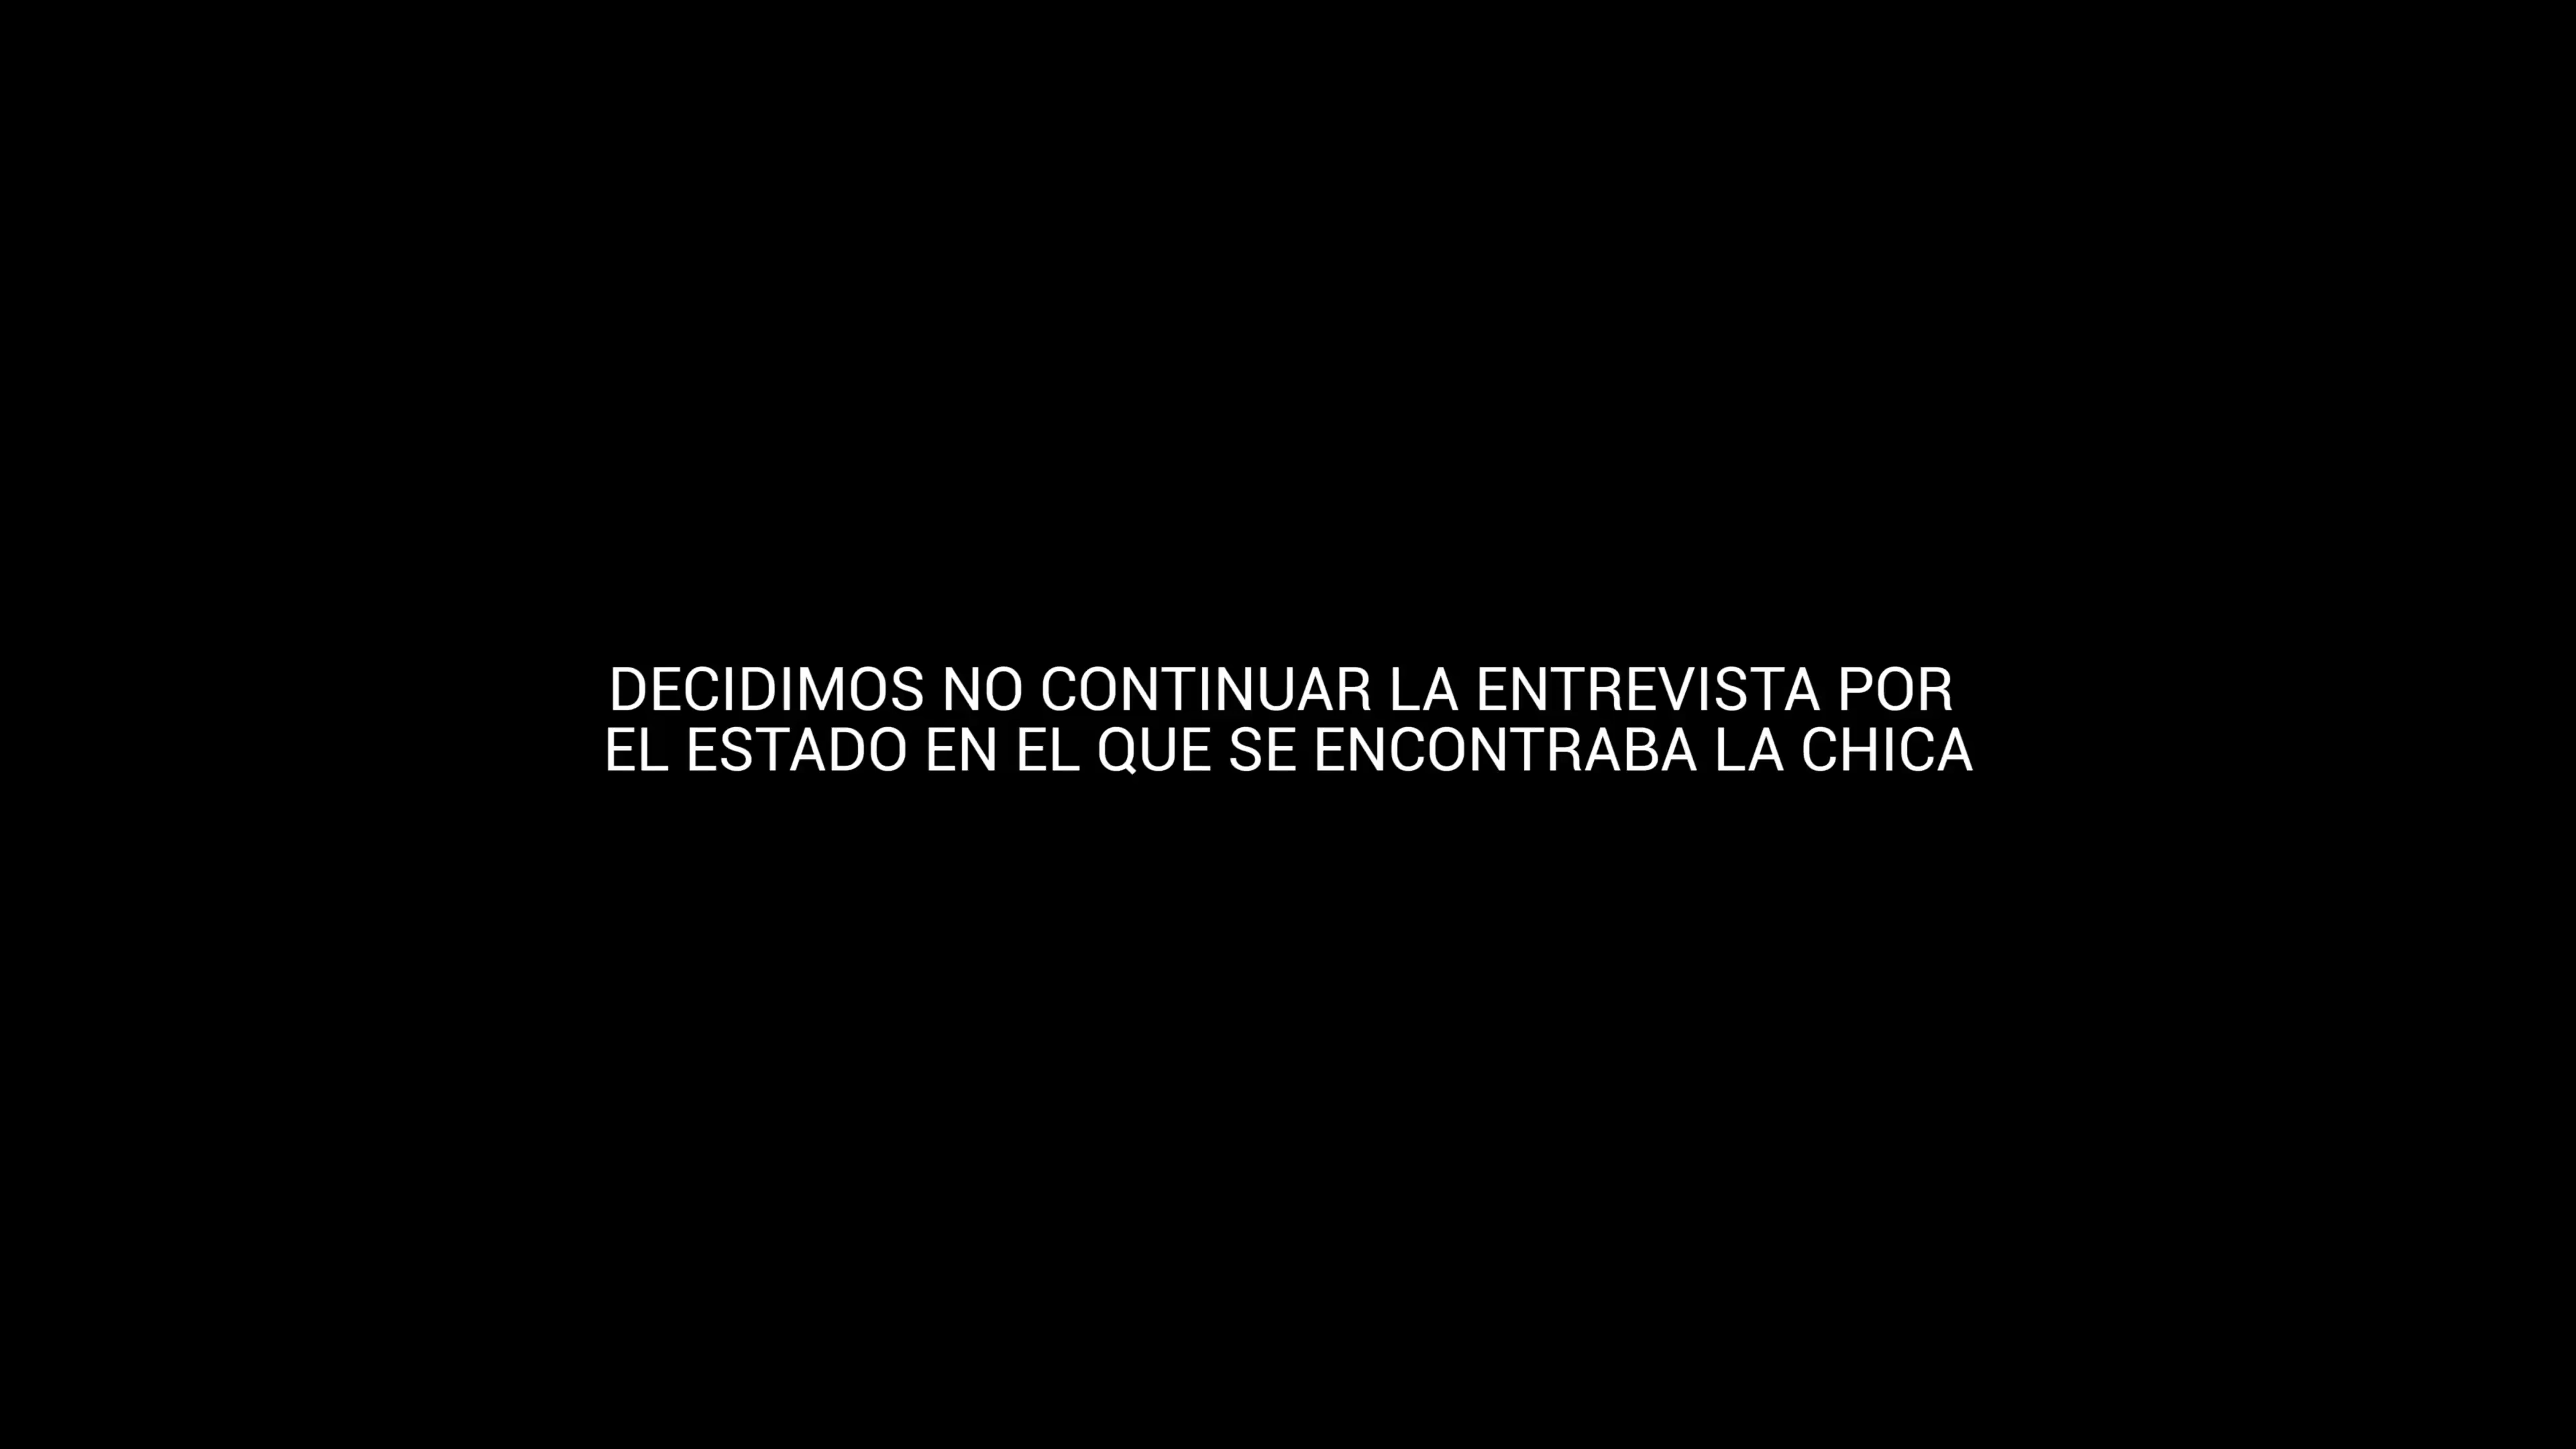 DECIDIMOS NO CONTINUAR LA ENTREVISTA POR
EL ESTADO EN EL QUE SE ENCONTRABA LA CHICA